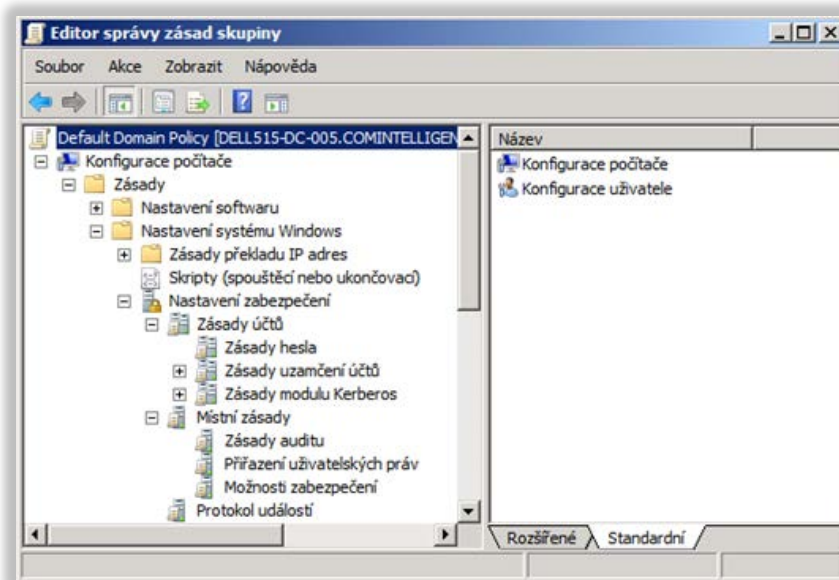 Editor správy zásad skupiny
Soubor Akce Zobrazit Nápověda
Default Domain Policy [DELL515-DC-005.COMINTELLIGEN
Konfigurace počítače
Zásady
Nastavení softwaru
Nastavení systému Windows
Zásady překladu IP adres
Skripty (spouštěcí nebo ukončovací)
Nastavení zabezpečení
Zásady účtů
Zásady hesla
Zásady uzamčení účtů
Zásady modulu Kerberos
Místní zásady
Zásady auditu
Přiřazení uživatelských práv
Možnosti zabezpečení
Protokol událostí
Název
Konfigurace počítače
Konfigurace uživatele
Rozšířené Standardní